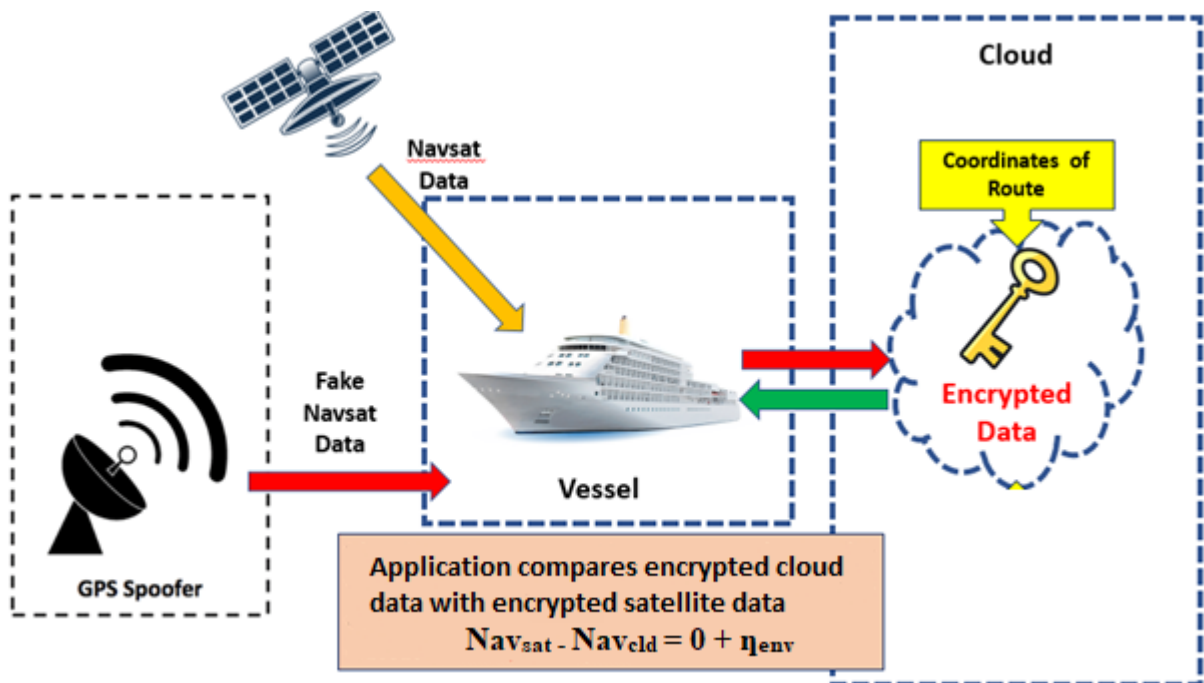 Cloud
Coordinates of
Route
Navsat
Data
Encrypted
Data
Fake
Navsat
Data
Vessel
GPS Spoofer
Application compares encrypted cloud
data with encrypted satellite data
Navsat - Navcld = 0 + ηenv